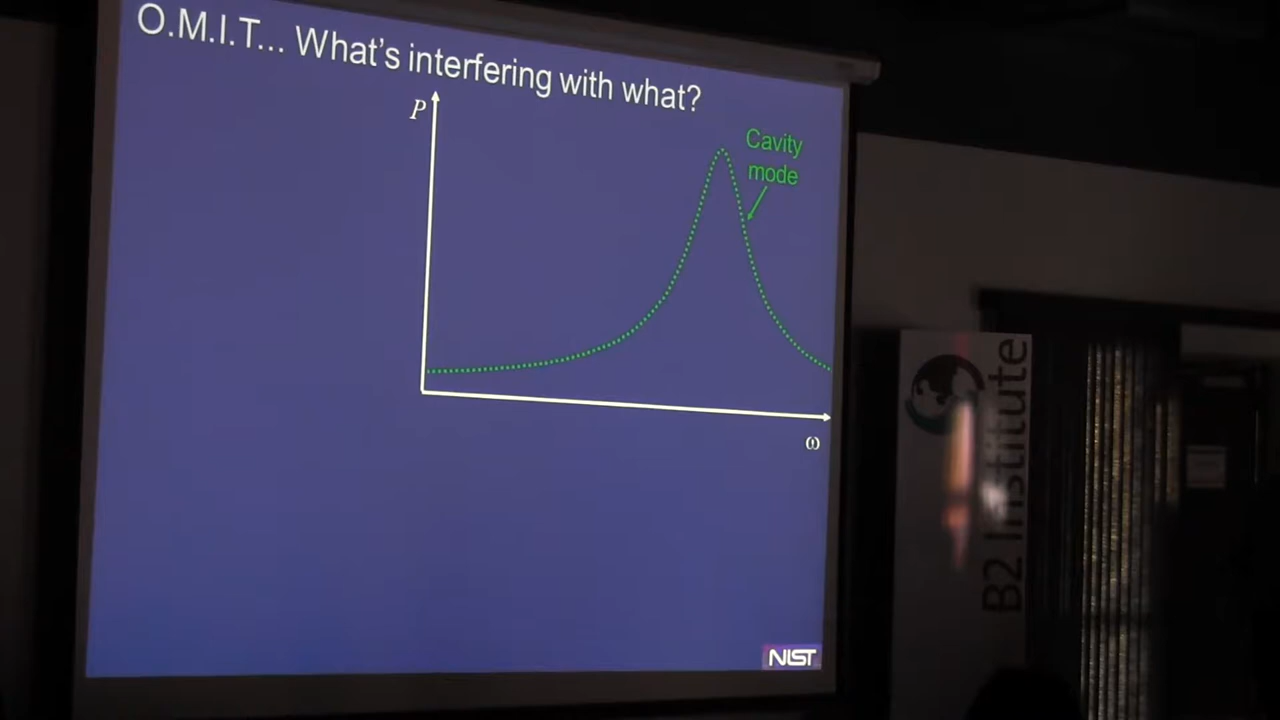 O.M.I.T... What's interfering with what?
P
Cavity
mode
ω
NIST
B2 Institute